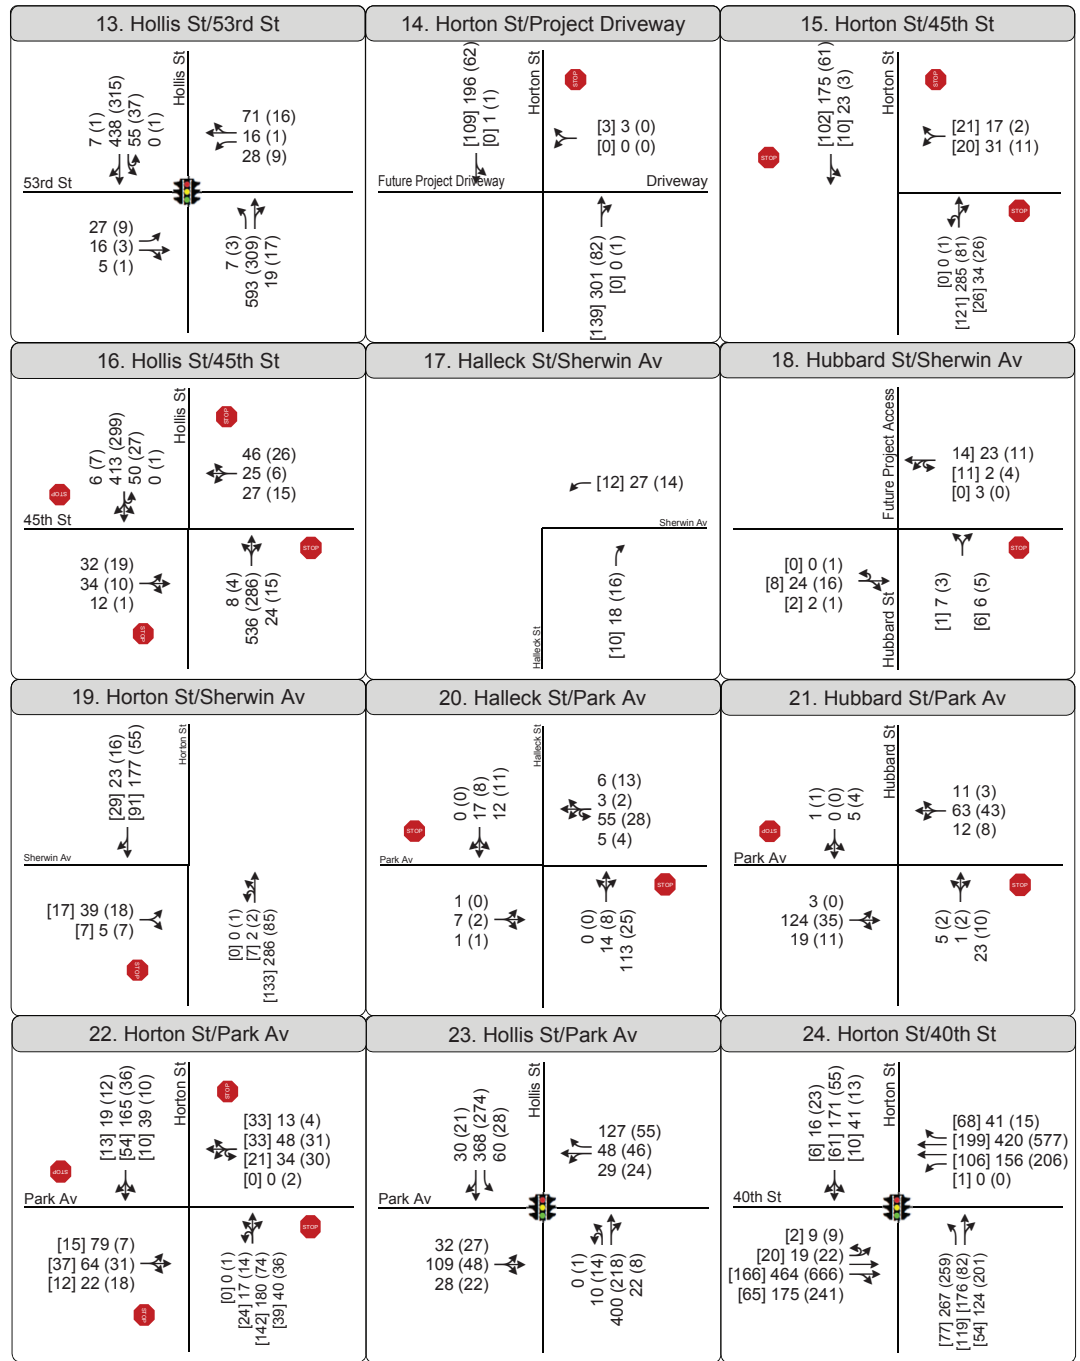 13. Hollis St/53rd St
Hollis St
7 (1)
438 (315)
55 (37)
0 (1)
71 (16)
16 (1)
28 (9)
53rd St
27 (9)
16 (3)
5 (1)
7 (3)
593 (309)
19 (17)
14. Horton St/Project Driveway
Horton St
[109] 196 (62)
[0] 1 (1)
STOP
[3] 3 (0)
[0] 0 (0)
Future Project Driveway
Driveway
[139] 301 (82)
[0] 0 (1)
15. Horton St/45th St
Horton St
[102] 175 (61)
[10] 23 (3)
STOP
STOP
[21] 17 (2)
[20] 31 (11)
STOP
[0] 0 (1)
[121] 285 (81)
[26] 34 (26)
16. Hollis St/45th St
Hollis St
6 (7)
413 (299)
50 (27)
0 (1)
STOP
STOP
46 (26)
25 (6)
27 (15)
45th St
32 (19)
34 (10)
12 (1)
STOP
STOP
8 (4)
536 (286)
24 (15)
17. Halleck St/Sherwin Av
[12] 27 (14)
Sherwin Av
Halleck St
[10] 18 (16)
18. Hubbard St/Sherwin Av
Future Project Access
14] 23 (11)
[11] 2 (4)
[0] 3 (0)
[0] 0 (1)
[8] 24 (16)
[2] 2 (1)
Hubbard St
STOP
[1] 7 (3)
[6] 6 (5)
19. Horton St/Sherwin Av
Horton St
[29] 23 (16)
[91] 177 (55)
Sherwin Av
[17] 39 (18)
[7] 5 (7)
STOP
[0] 0 (1)
[7] 2 (2)
[133] 286 (85)
20. Halleck St/Park Av
Halleck St
0 (0)
17 (8)
12 (11)
STOP
6 (13)
3 (2)
55 (28)
5 (4)
Park Av
1 (0)
7 (2)
1 (1)
STOP
0 (0)
14 (8)
113 (25)
21. Hubbard St/Park Av
Hubbard St
1 (1)
0 (0)
5 (4)
STOP
11 (3)
63 (43)
12 (8)
Park Av
3 (0)
124 (35)
19 (11)
STOP
5 (2)
1 (2)
23 (10)
22. Horton St/Park Av
Horton St
[13] 19 (12)
[54] 165 (36)
[10] 39 (10)
STOP
STOP
[33] 13 (4)
[33] 48 (31)
[21] 34 (30)
[0] 0 (2)
Park Av
[15] 79 (7)
[37] 64 (31)
[12] 22 (18)
STOP
STOP
[0] 0 (1)
[24] 17 (14)
[142] 180 (74)
[39] 40 (36)
23. Hollis St/Park Av
Hollis St
30 (21)
368 (274)
60 (28)
127 (55)
48 (46)
29 (24)
Park Av
32 (27)
109 (48)
28 (22)
0 (1)
10 (14)
400 (218)
22 (8)
24. Horton St/40th St
Horton St
[6] 16 (23)
[61] 171 (55)
[10] 41 (13)
[68] 41 (15)
[199] 420 (577)
[106] 156 (206)
[1] 0 (0)
40th St
[2] 9 (9)
[20] 19 (22)
[166] 464 (666)
[65] 175 (241)
[77] 267 (259)
[119] [176 (82)
[54] 124 (201)